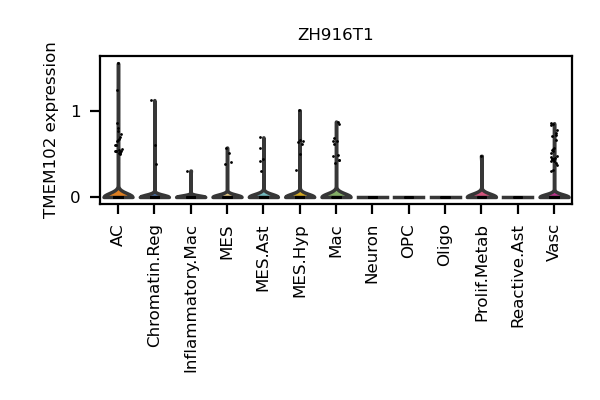 ZH916T1
TMEM102 expression
1
0
AC
Chromatin.Reg
Inflammatory.Mac
MES
MES.Ast
MES.Hyp
Mac
Neuron
OPC
Oligo
Prolif.Metab
Reactive.Ast
Vasc